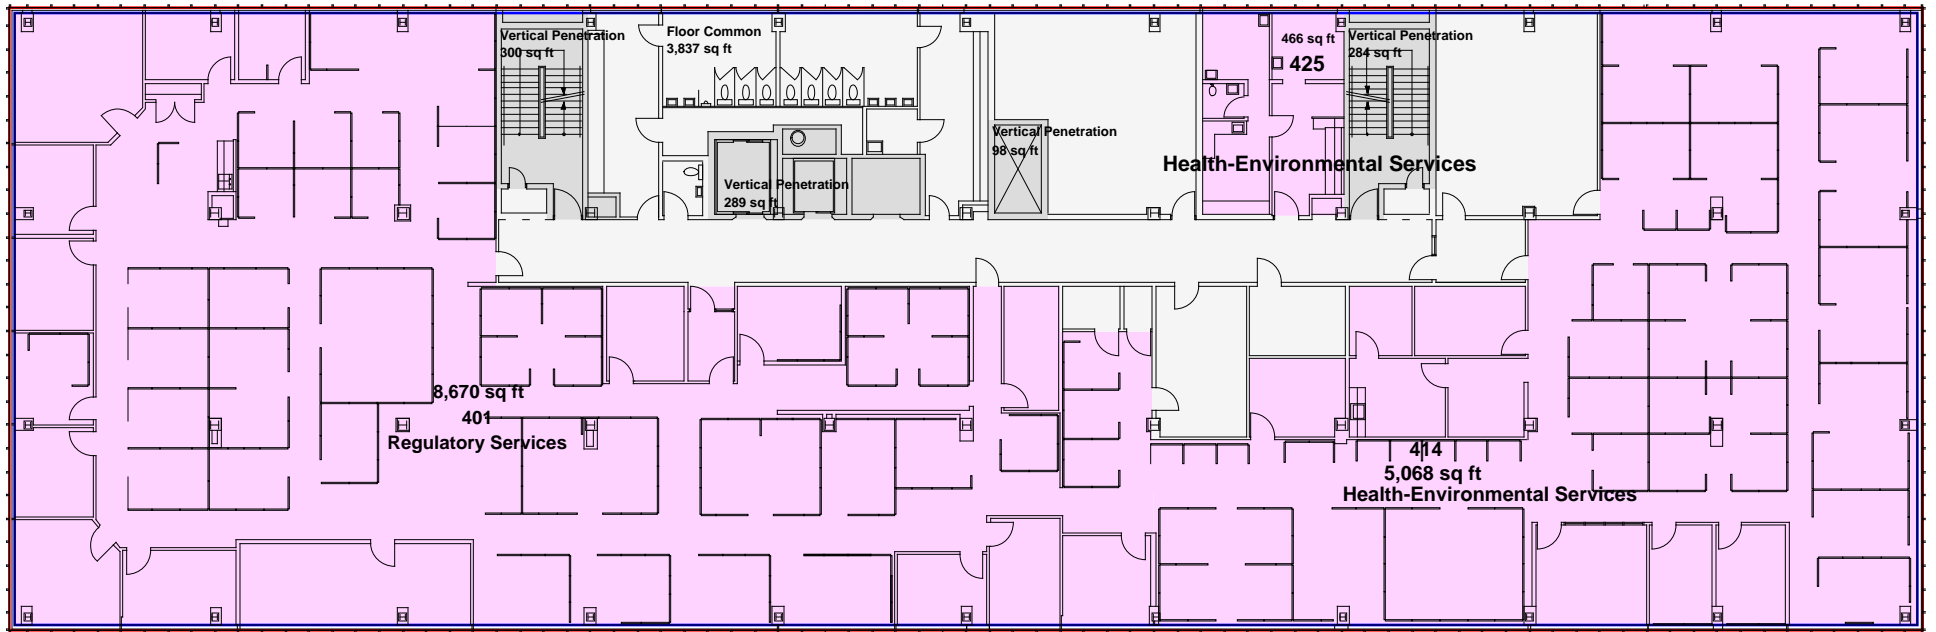 Vertical Penetration
300 sq ft
Floor Common
3,837 sq ft
466 sq ft
425
Vertical Penetration
284 sq ft
Vertical Penetration
98 sq ft
Health-Environmental Services
Vertical Penetration
289 sq ft
8,670 sq ft
401
Regulatory Services
414
5,068 sq ft
Health-Environmental Services